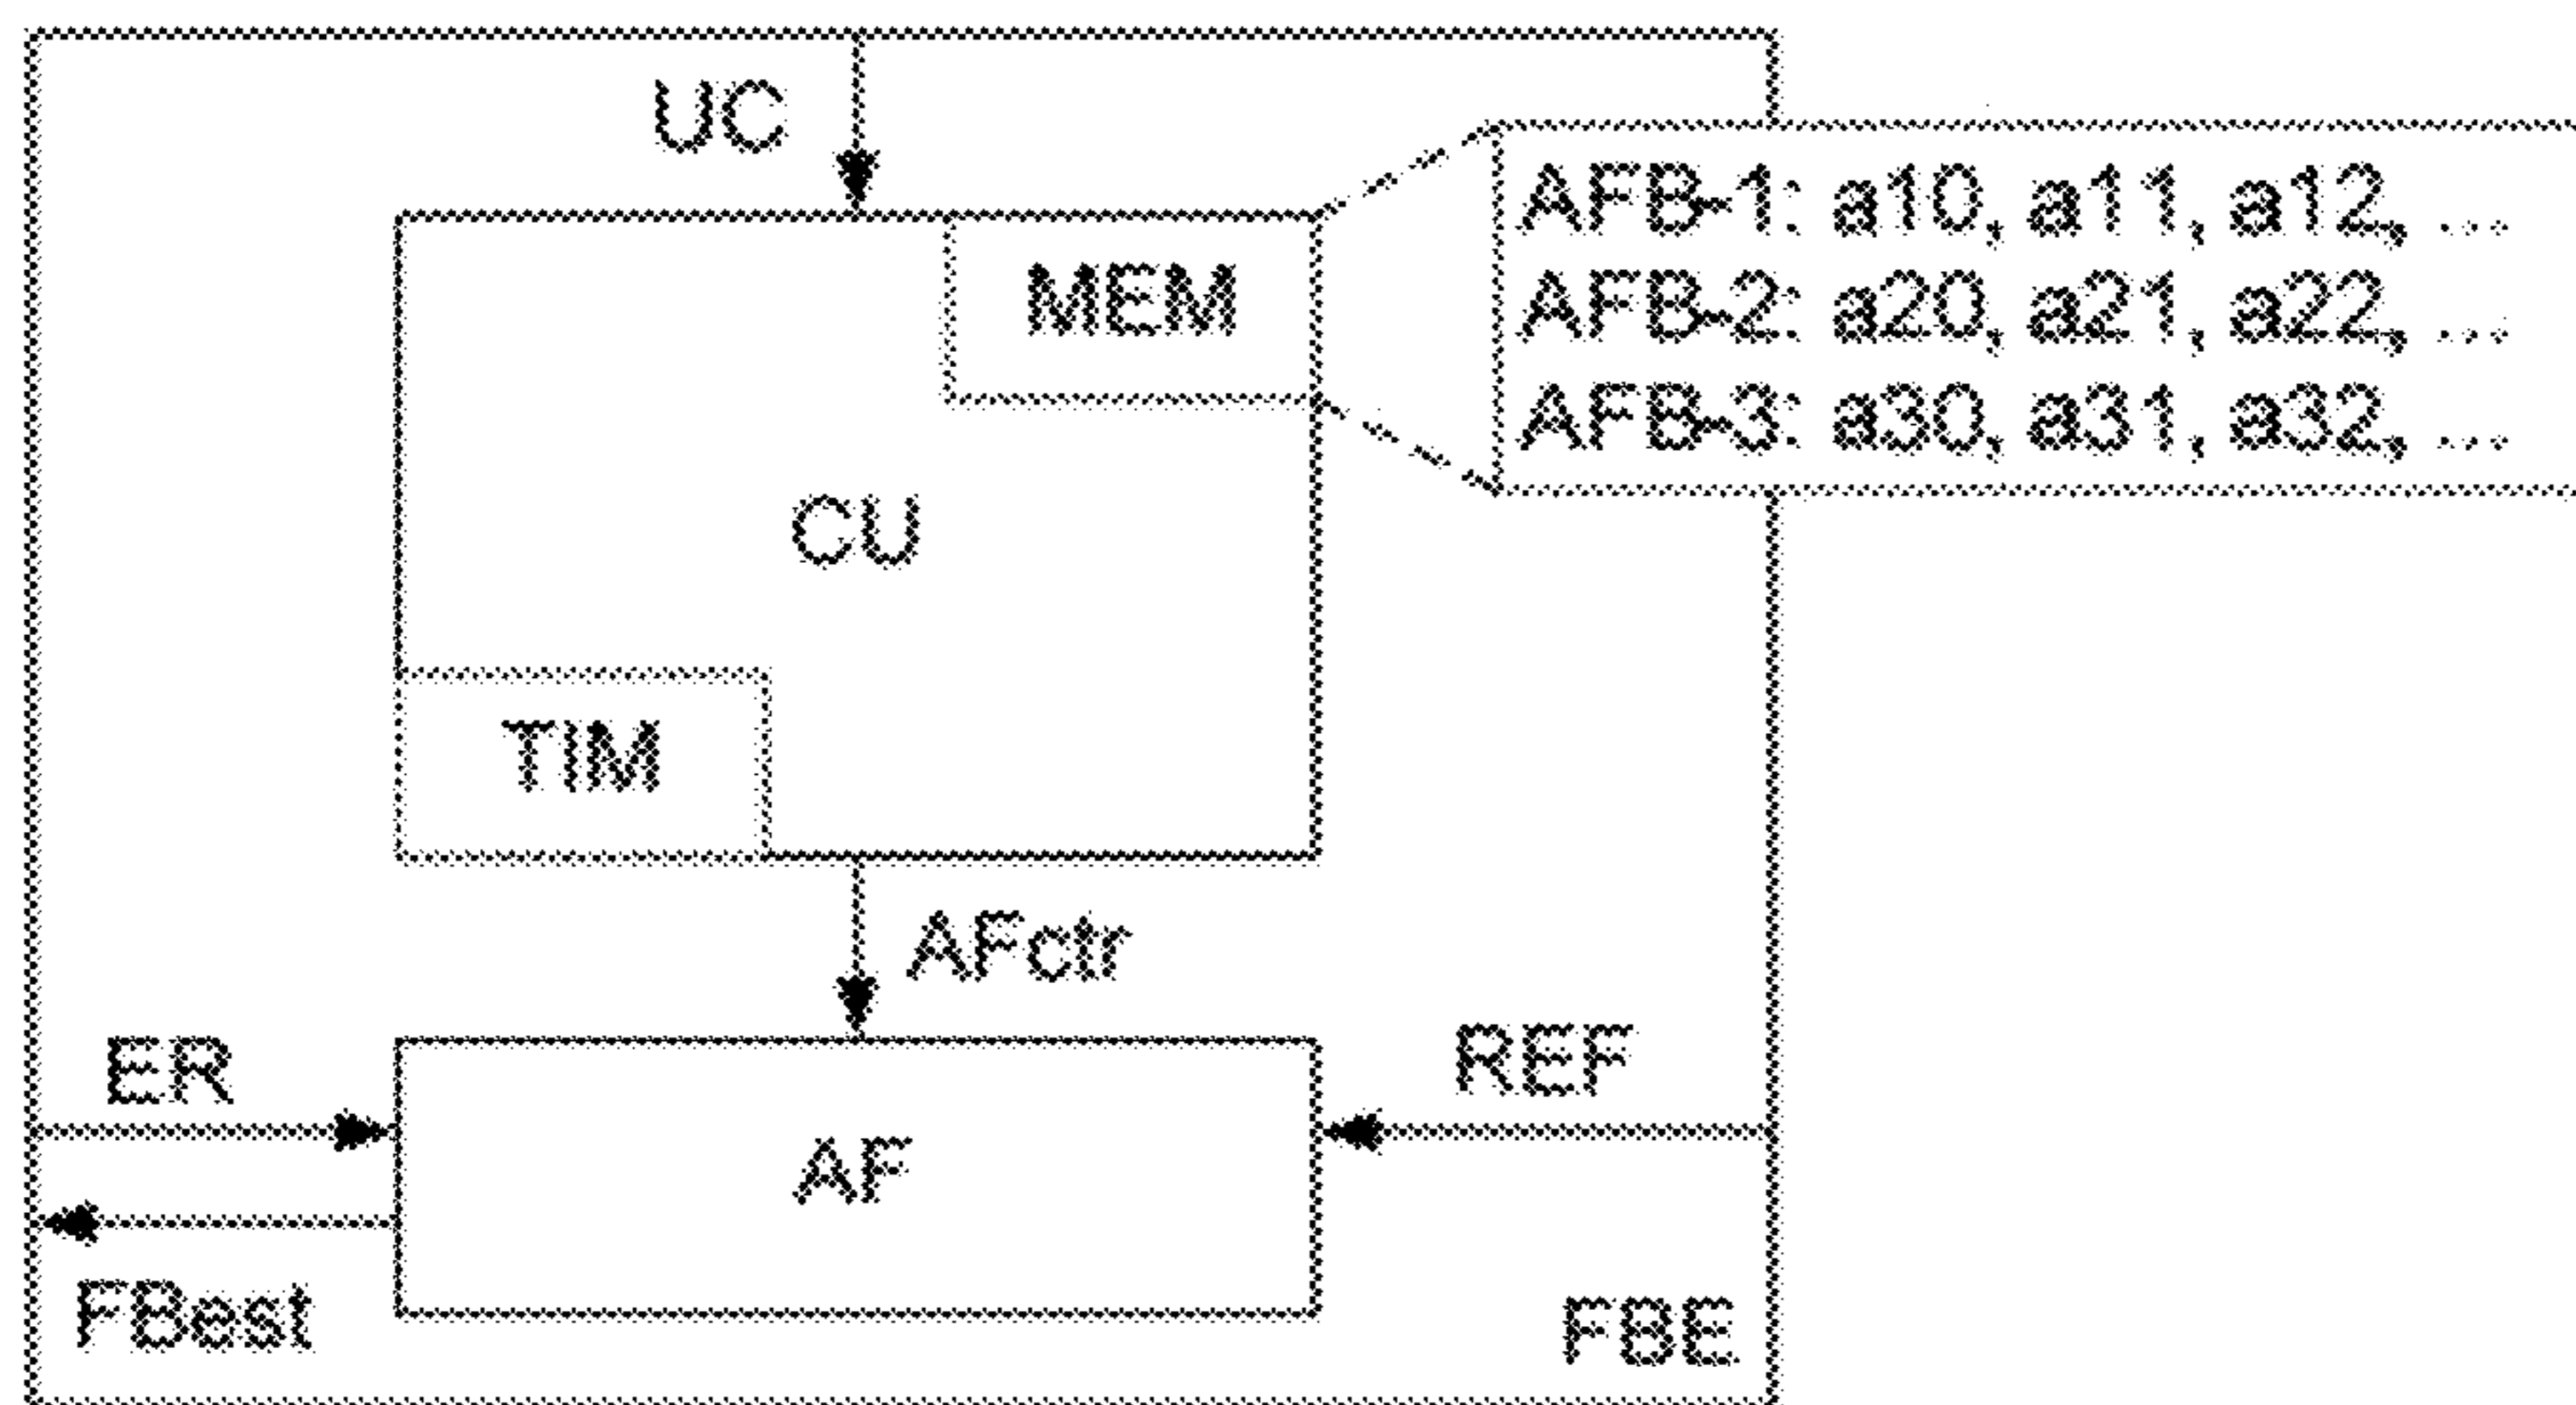 UC
AFB-1: a10, a11, a12, ...
AFB-2: a20, a21, a22, ...
AFB-3: a30, a31, a32, ...
MEM
CU
TIM
AFctr
ER
REF
AF
FBest
FBE